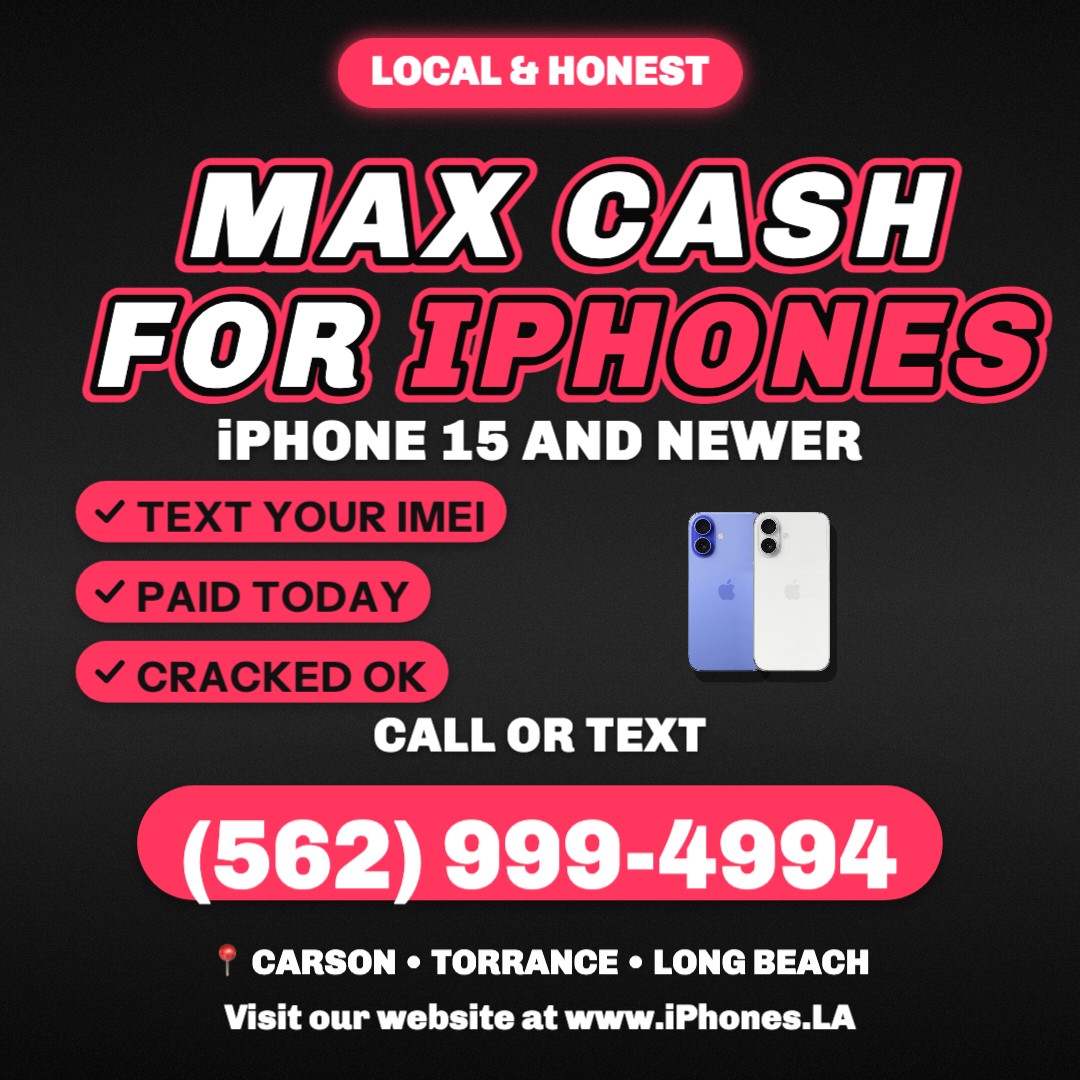 LOCAL & HONEST
MAX CASH
FOR IPHONES
iPHONE 15 AND NEWER
✓ TEXT YOUR IMEI
✓ PAID TODAY
✓ CRACKED OK
CALL OR TEXT
(562) 999-4994
📍 CARSON • TORRANCE • LONG BEACH
Visit our website at www.iPhones.LA